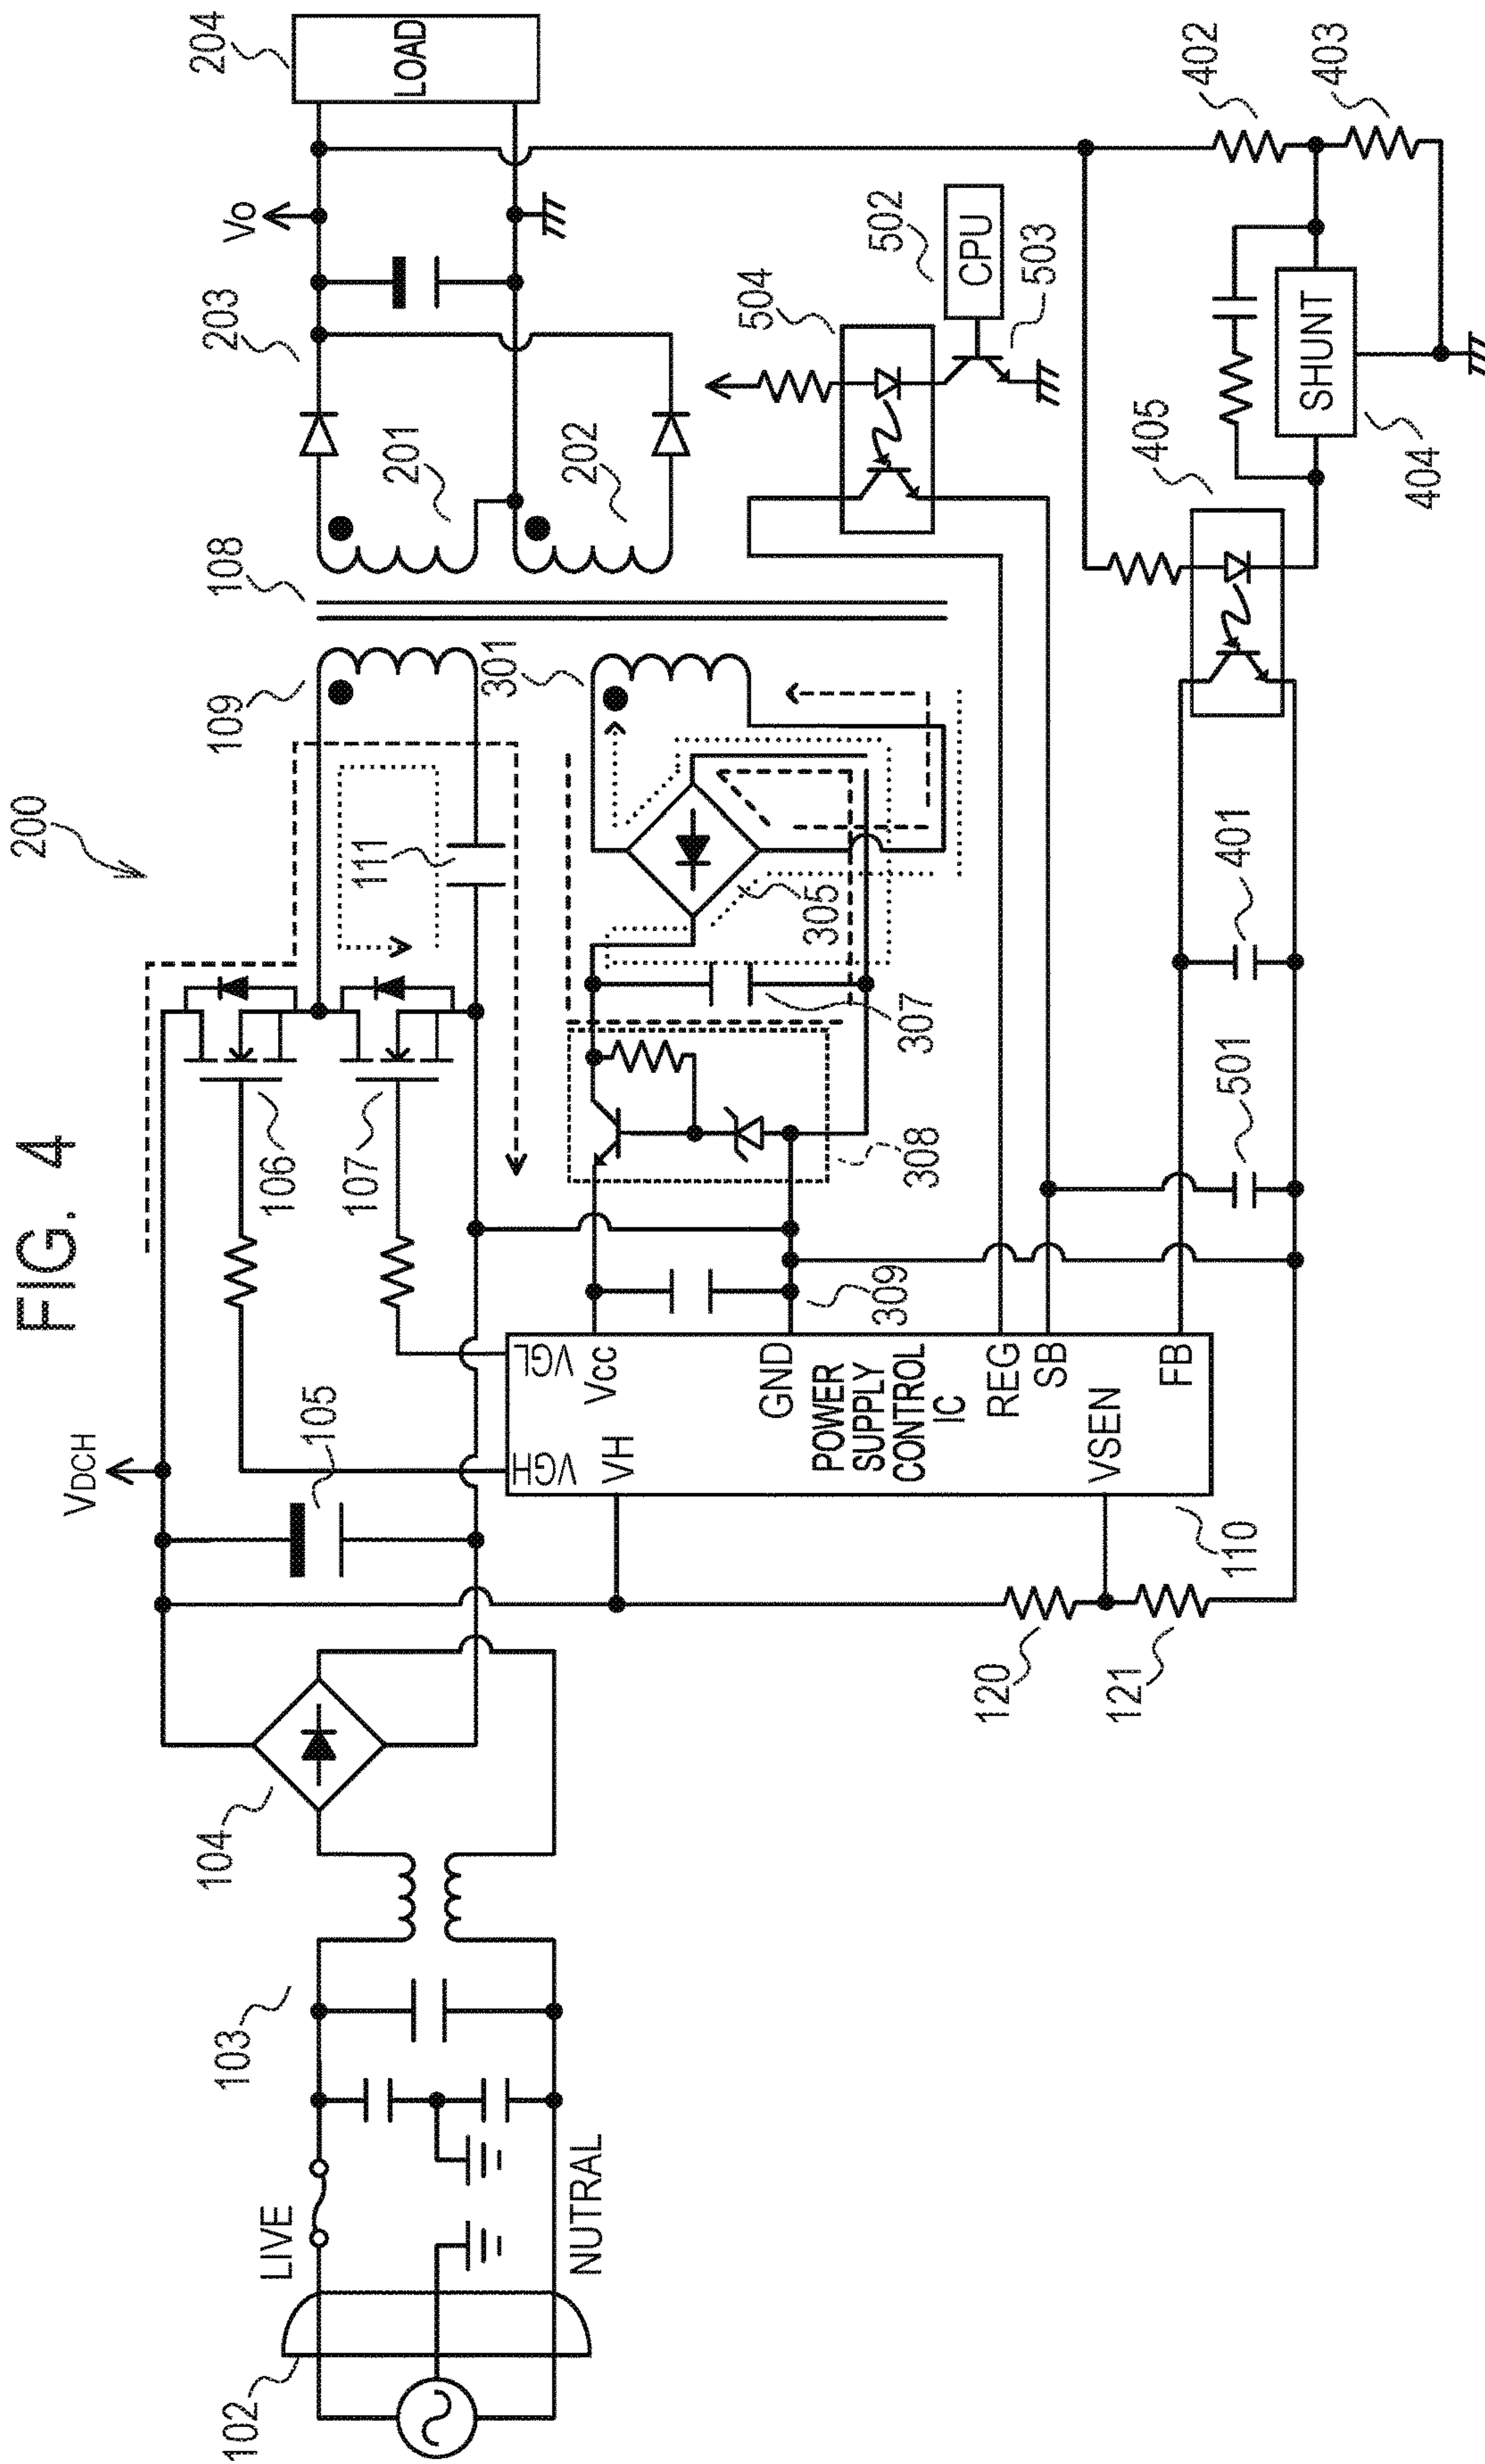 FIG. 4
200
102
LIVE
NUTRAL
103
104
VDCH
105
106
107
109
111
108
201
202
203
Vo
204
LOAD
301
305
307
308
309
VGH
VGL
VH
Vcc
GND
POWER
SUPPLY
CONTROL
IC
REG
SB
VSEN
FB
110
120
121
501
401
504
502
CPU
503
405
404
SHUNT
402
403